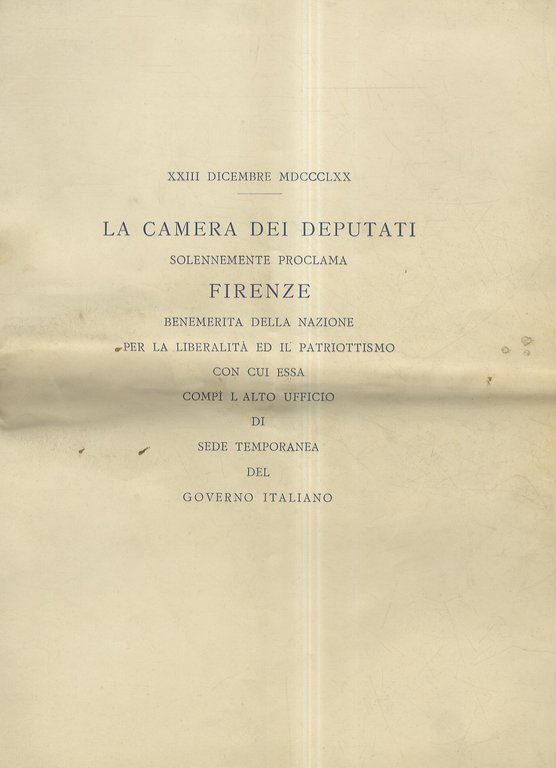 XXIII DICEMBRE MDCCCLXX
LA CAMERA DEI DEPUTATI
SOLENNEMENTE PROCLAMA
FIRENZE
BENEMERITA DELLA NAZIONE
PER LA LIBERALITÀ ED IL PATRIOTTISMO
CON CUI ESSA
COMPÌ L ALTO UFFICIO
DI
SEDE TEMPORANEA
DEL
GOVERNO ITALIANO